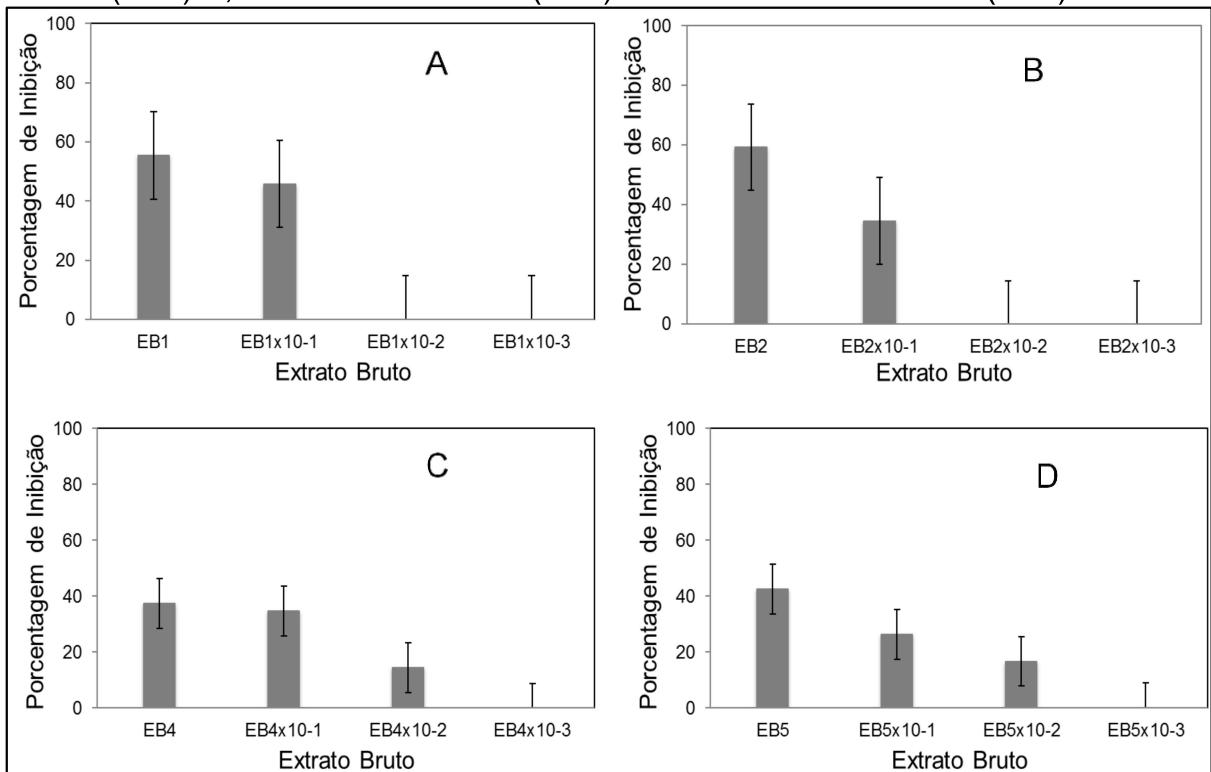 100
80
60
40
20
0
Porcentagem de Inibição
A
EB1 EB1x10-1 EB1x10-2 EB1x10-3
Extrato Bruto
100
80
60
40
20
0
Porcentagem de Inibição
B
EB2 EB2x10-1 EB2x10-2 EB2x10-3
Extrato Bruto
100
80
60
40
20
0
Porcentagem de Inibição
C
EB4 EB4x10-1 EB4x10-2 EB4x10-3
Extrato Bruto
100
80
60
40
20
0
Porcentagem de Inibição
D
EB5 EB5x10-1 EB5x10-2 EB5x10-3
Extrato Bruto